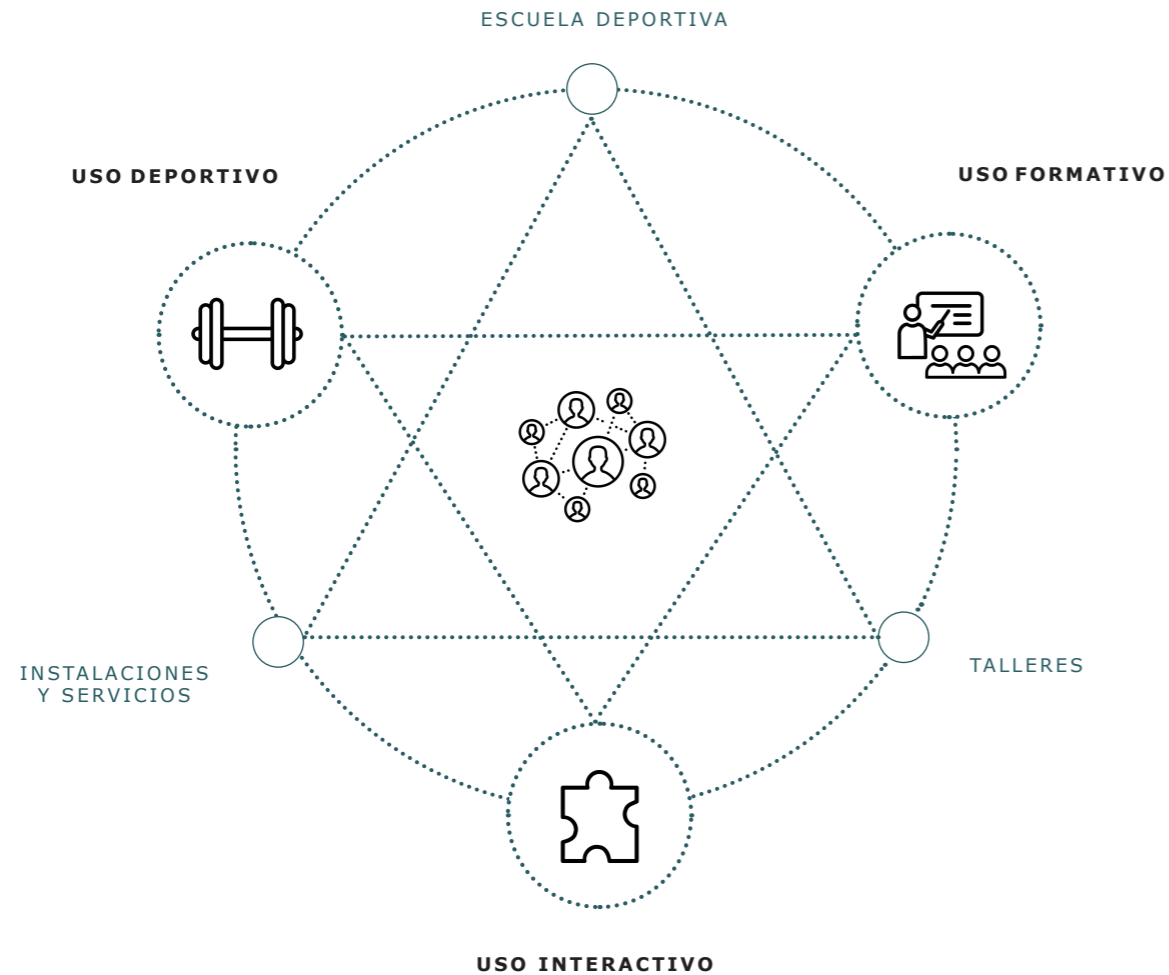 ESCUELA DEPORTIVA
USO DEPORTIVO
USO FORMATIVO
INSTALACIONES
Y SERVICIOS
TALLERES
USO INTERACTIVO